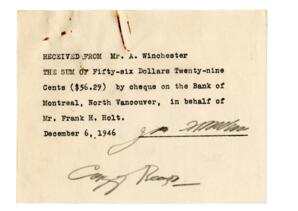 RECEIVED FROM Mr. A. Winchester
THE SUM OF Fifty-six Dollars Twenty-nine
Cents ($56.29) by cheque on the Bank of
Montreal, North Vancouver, in behalf of
Mr. Frank H. Holt.
December 6, 1946